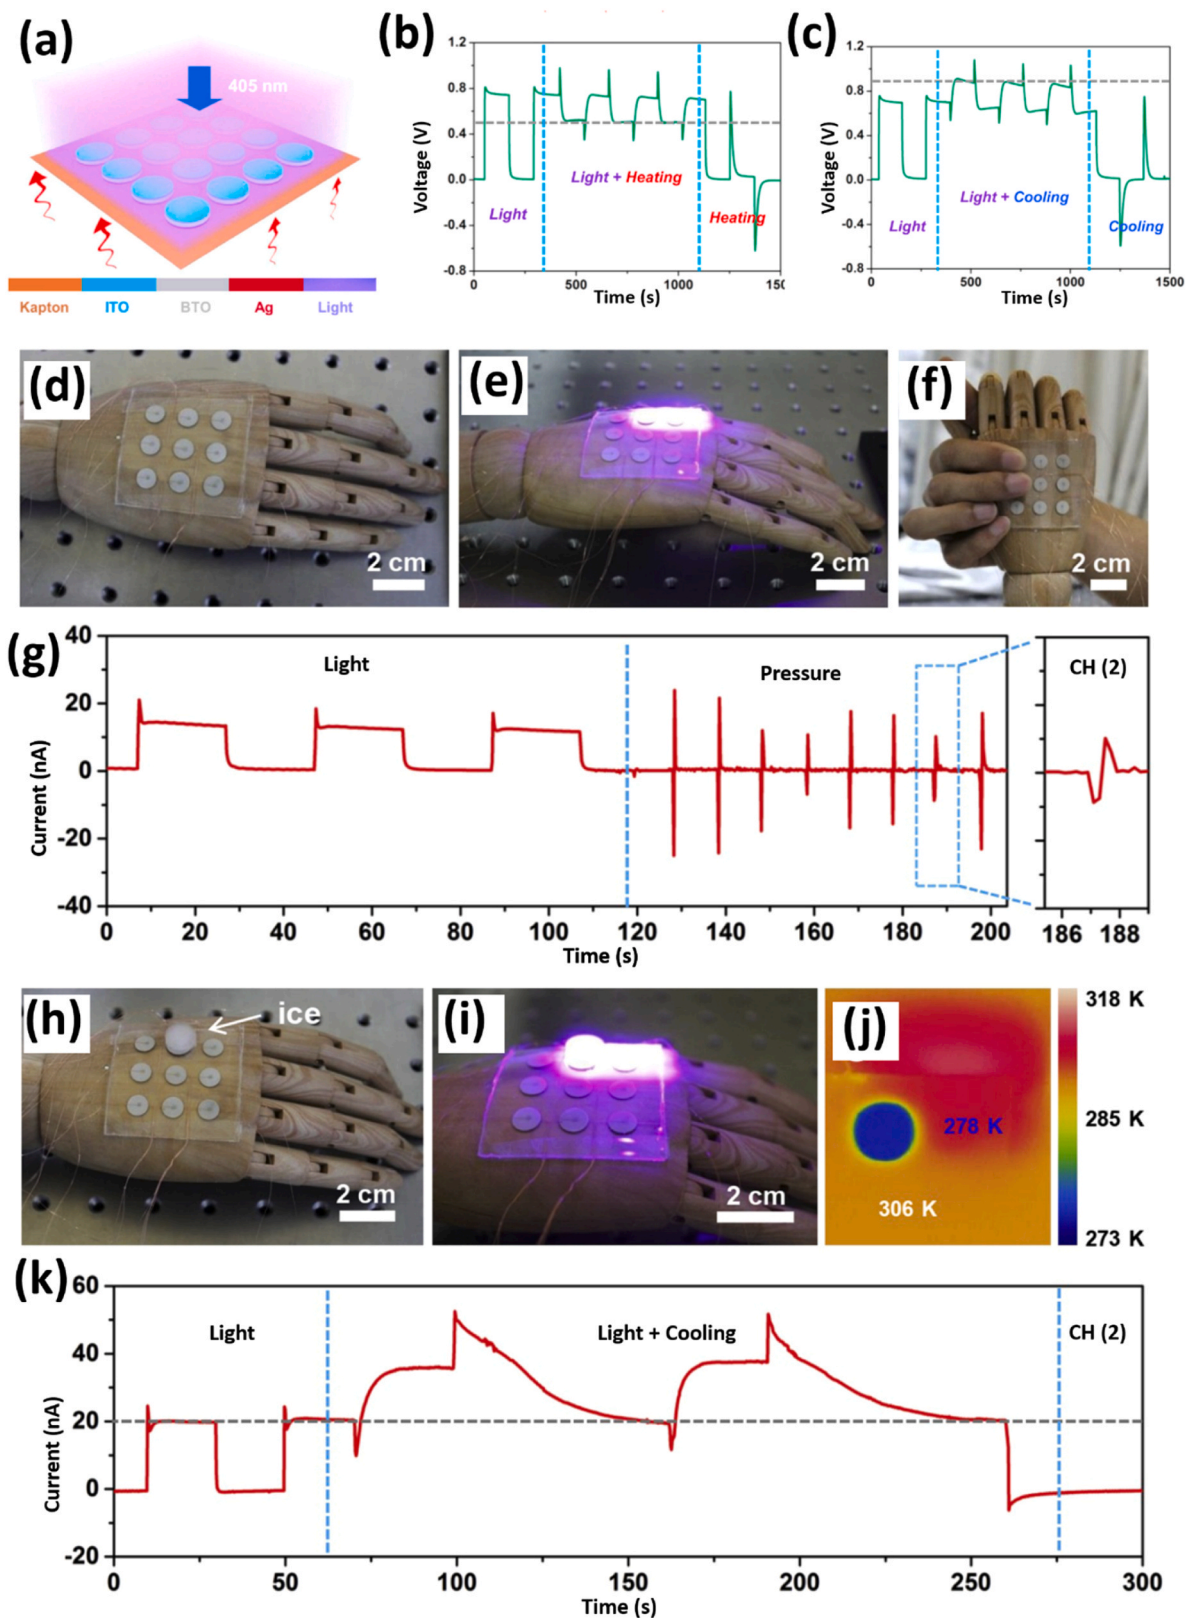 (a)
405 nm
Kapton ITO BTO Ag Light
(b)
Voltage (V)
1.2
0.8
0.4
0.0
-0.4
-0.8
Light
Light + Heating
Heating
0 500 1000 1500
Time (s)
(c)
Voltage (V)
1.2
0.8
0.4
0.0
-0.4
-0.8
Light
Light + Cooling
Cooling
0 500 1000 1500
Time (s)
(d)
2 cm
(e)
2 cm
(f)
2 cm
(g)
Current (nA)
40
20
0
-20
-40
Light
Pressure
CH (2)
0 20 40 60 80 100 120 140 160 180 200
186 188
Time (s)
(h)
ice
2 cm
(i)
2 cm
(j)
278 K
306 K
318 K
285 K
273 K
(k)
Current (nA)
60
40
20
0
-20
Light
Light + Cooling
CH (2)
0 50 100 150 200 250 300
Time (s)